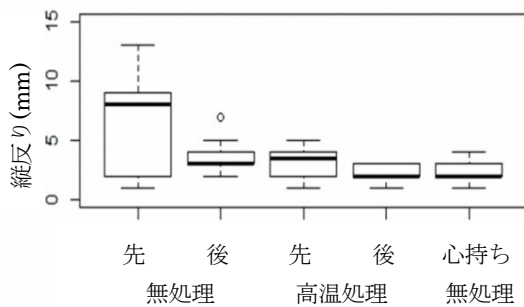 縦反り(mm)
15
10
5
0
先 後 先 後 心持ち
無処理 高温処理 無処理